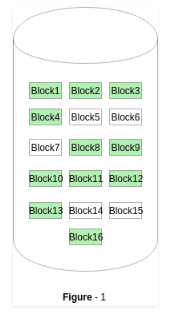 Block1 Block2 Block3
Block4 Block5 Block6
Block7 Block8 Block9
Block10 Block11 Block12
Block13 Block14 Block15
Block16
Figure - 1